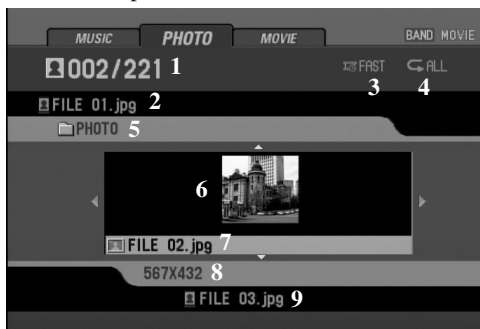 MUSIC PHOTO MOVIE BAND MOVIE
002/221 1 FAST ALL
3 4
FILE 01.jpg 2
PHOTO 5
6
FILE 02.jpg 7
567X432 8
FILE 03.jpg 9